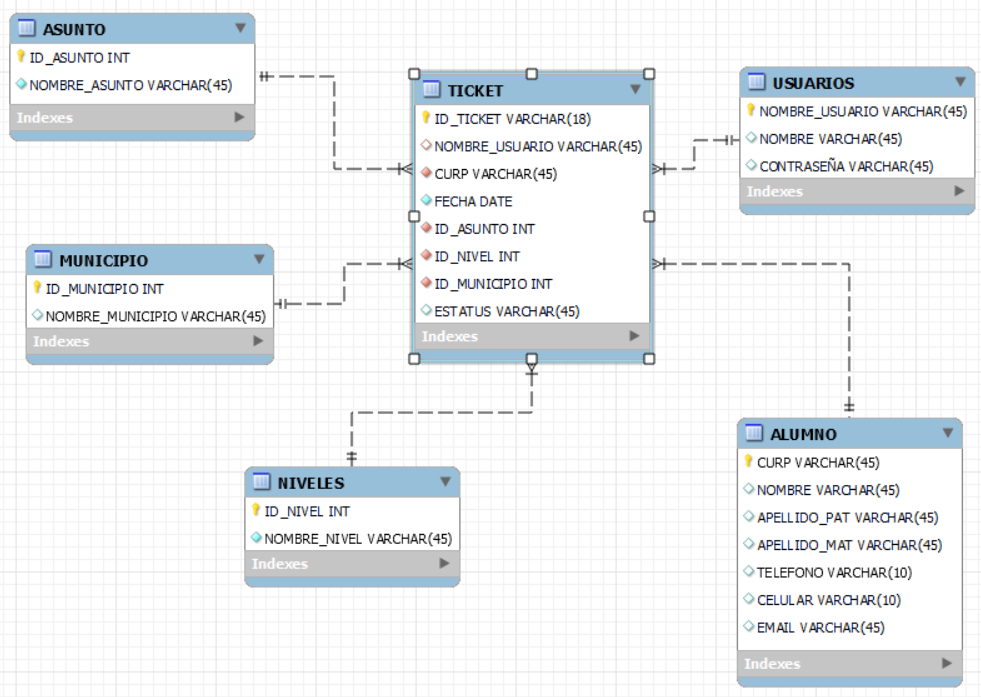 ASUNTO
ID_ASUNTO INT
NOMBRE_ASUNTO VARCHAR(45)
Indexes
MUNICIPIO
ID_MUNICIPIO INT
NOMBRE_MUNICIPIO VARCHAR(45)
Indexes
TICKET
ID_TICKET VARCHAR(18)
NOMBRE_USUARIO VARCHAR(45)
CURP VARCHAR(45)
FECHA DATE
ID_ASUNTO INT
ID_NIVEL INT
ID_MUNICIPIO INT
ESTATUS VARCHAR(45)
Indexes
NIVELES
ID_NIVEL INT
NOMBRE_NIVEL VARCHAR(45)
Indexes
USUARIOS
NOMBRE_USUARIO VARCHAR(45)
NOMBRE VARCHAR(45)
CONTRASEÑA VARCHAR(45)
Indexes
ALUMNO
CURP VARCHAR(45)
NOMBRE VARCHAR(45)
APELLIDO_PAT VARCHAR(45)
APELLIDO_MAT VARCHAR(45)
TELEFONO VARCHAR(10)
CELULAR VARCHAR(10)
EMAIL VARCHAR(45)
Indexes